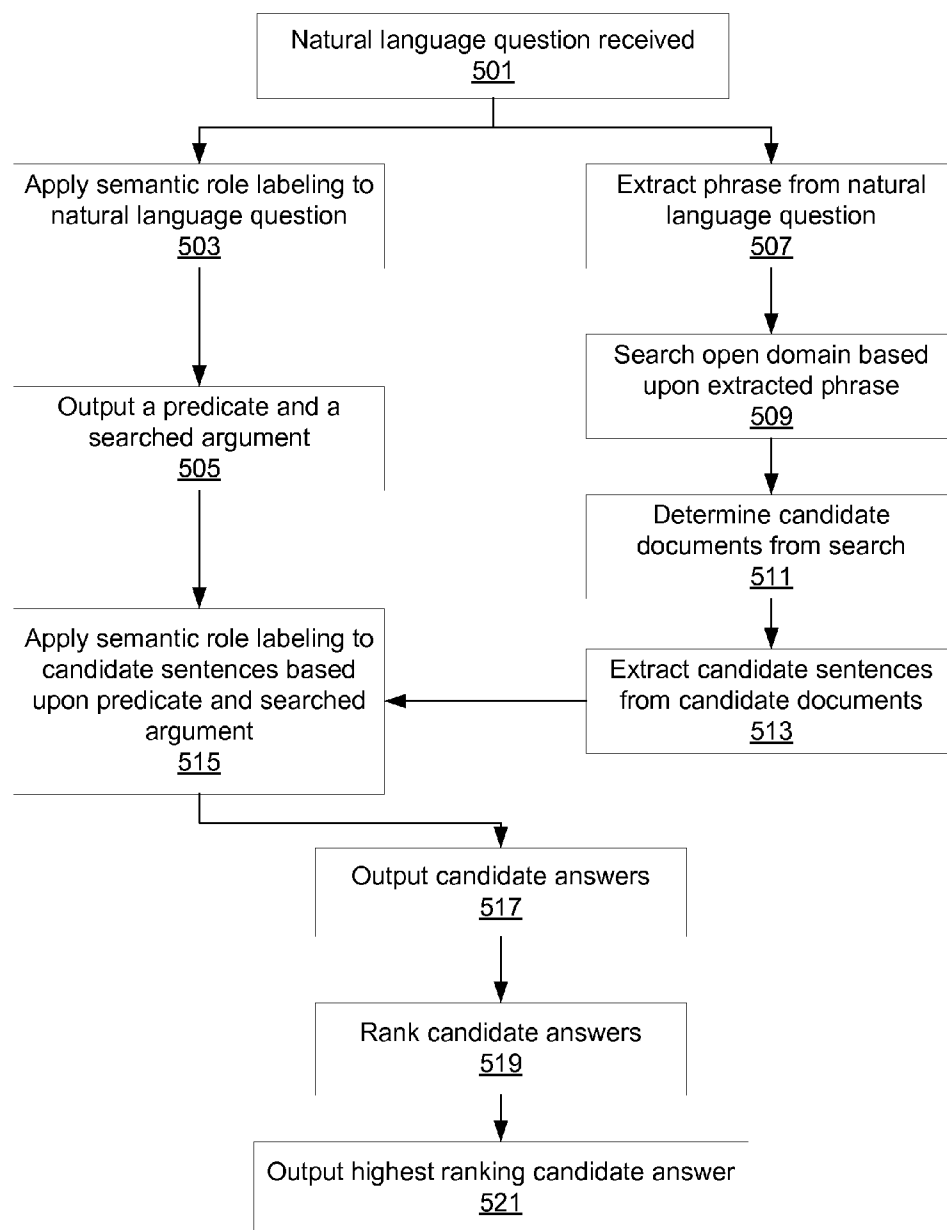 Natural language question received
501
Apply semantic role labeling to
natural language question
503
Extract phrase from natural
language question
507
Search open domain based
upon extracted phrase
509
Output a predicate and a
searched argument
505
Determine candidate
documents from search
511
Apply semantic role labeling to
candidate sentences based
upon predicate and searched
argument
515
Extract candidate sentences
from candidate documents
513
Output candidate answers
517
Rank candidate answers
519
Output highest ranking candidate answer
521